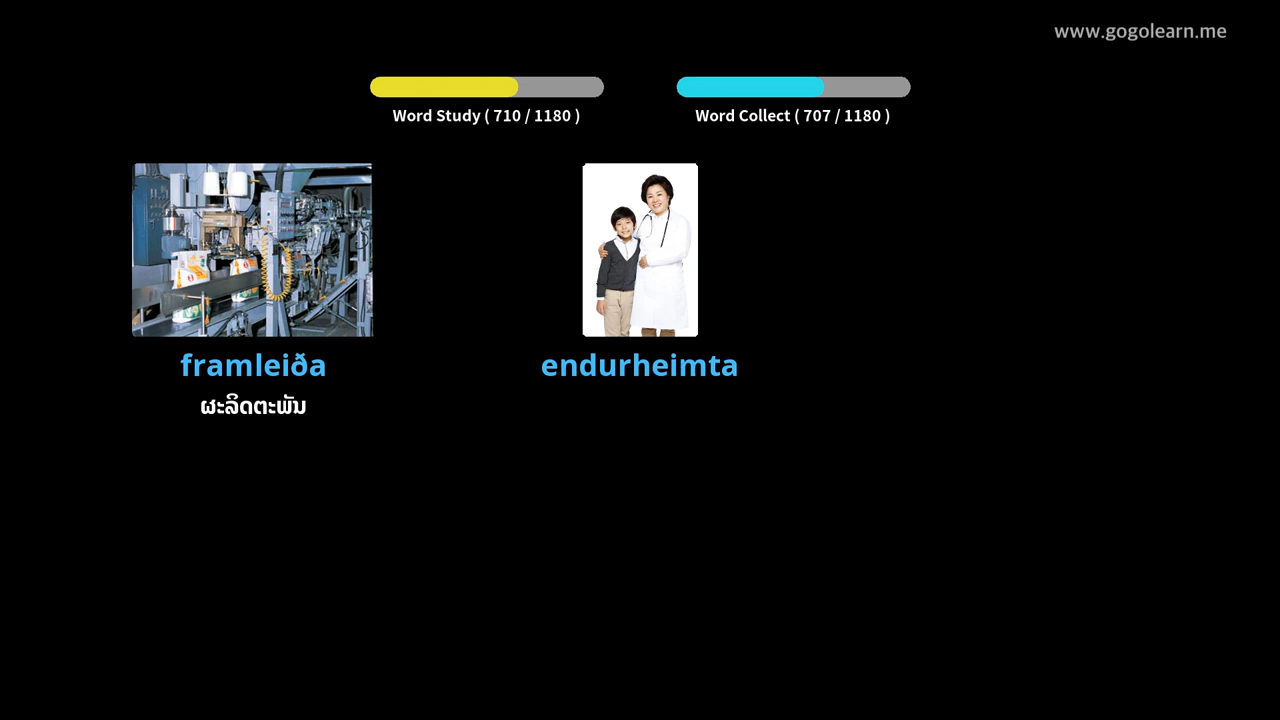 www.gogolearn.me
Word Study ( 710 / 1180 )
Word Collect ( 707 / 1180 )
framleiða
ຜະລິດຕະພັນ
endurheimta